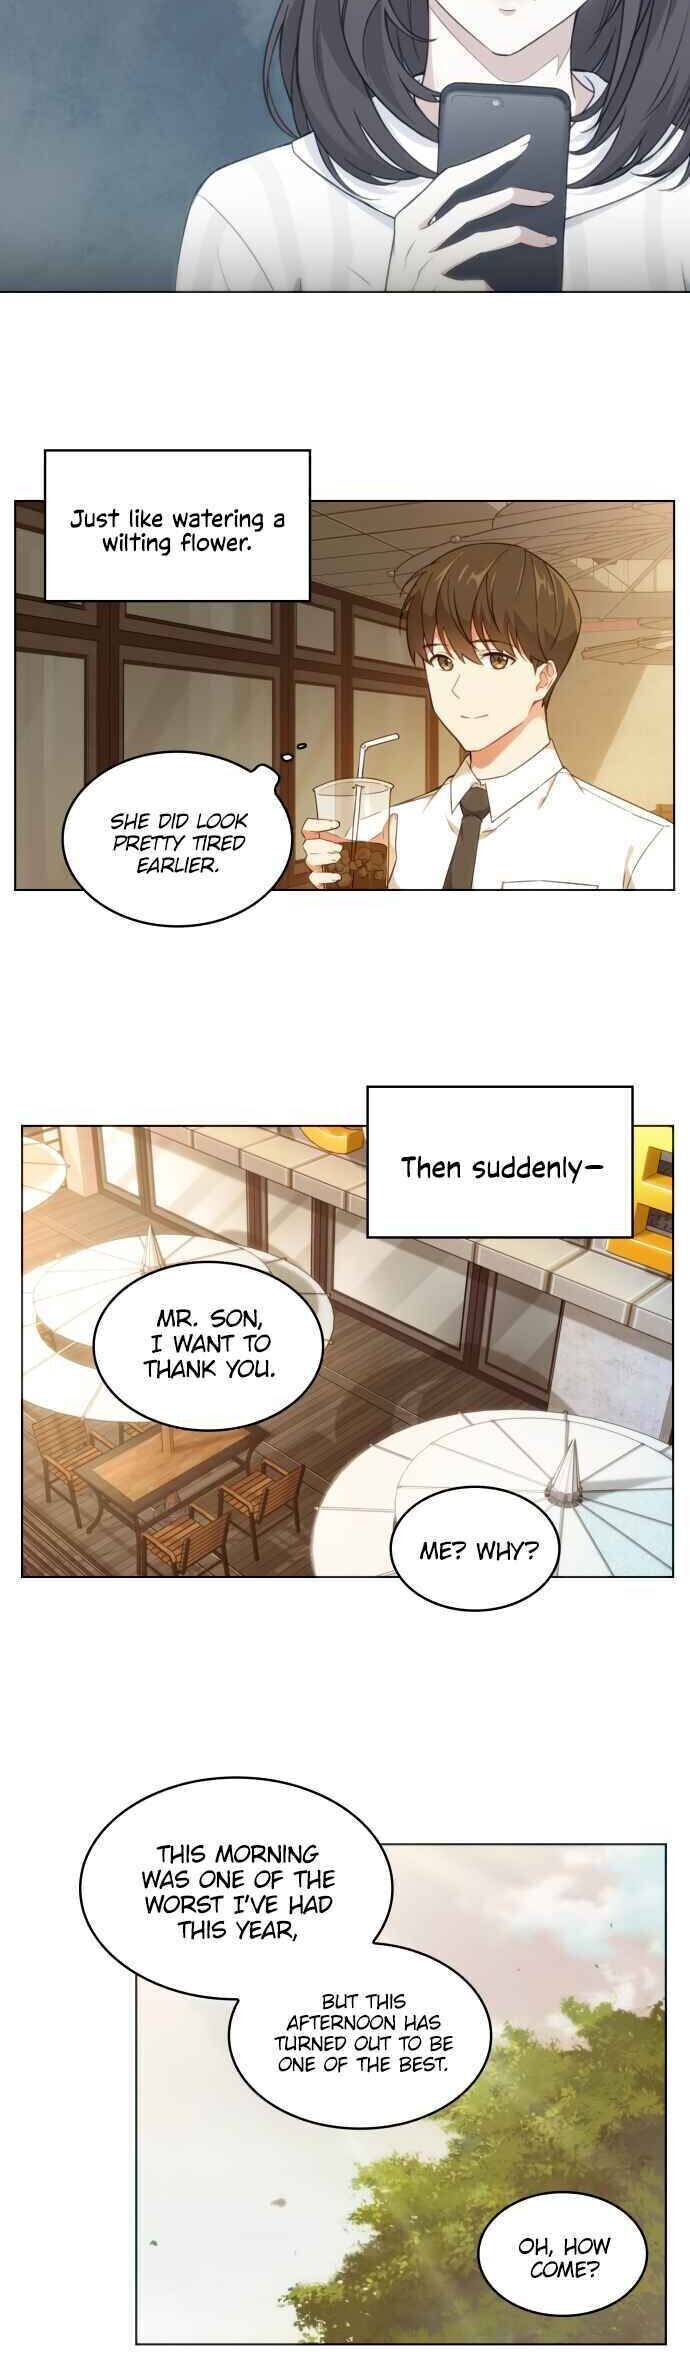 Just like watering a
wilting flower.
SHE DID LOOK
PRETTY TIRED
EARLIER.
Then suddenly-
MR. SON,
I WANT TO
THANK YOU.
ME? WHY?
THIS MORNING
WAS ONE OF THE
WORST I'VE HAD
THIS YEAR,
BUT THIS
AFTERNOON HAS
TURNED OUT TO BE
ONE OF THE BEST.
OH, HOW
COME?